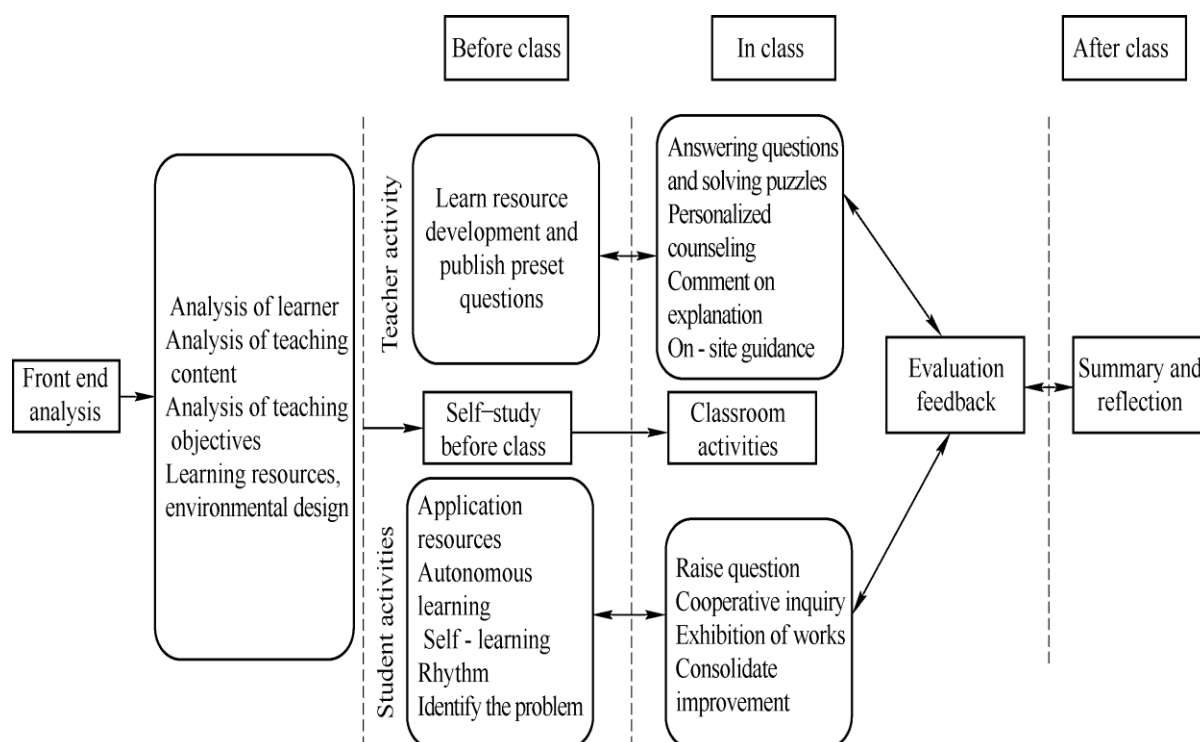 Before class
In class
After class
Front end
analysis
Analysis of learner
Analysis of teaching
content
Analysis of teaching
objectives
Learning resources,
environmental design
Teacher activity
Learn resource
development and
publish preset
questions
Answering questions
and solving puzzles
Personalized
counseling
Comment on
explanation
On - site guidance
Self-study
before class
Classroom
activities
Evaluation
feedback
Summary and
reflection
Student activities
Application
resources
Autonomous
learning
Self - learning
Rhythm
Identify the problem
Raise question
Cooperative inquiry
Exhibition of works
Consolidate
improvement